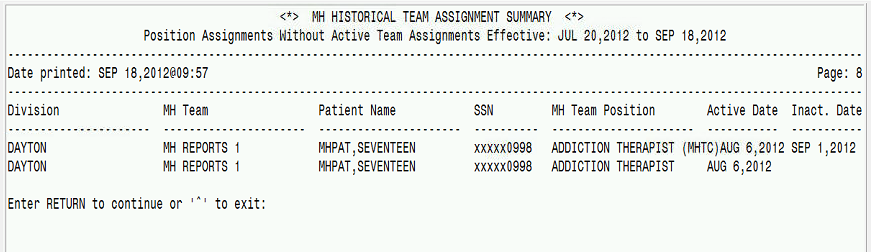 <*> MH HISTORICAL TEAM ASSIGNMENT SUMMARY <*>
Position Assignments Without Active Team Assignments Effective: JUL 20,2012 to SEP 18,2012
Date printed: SEP 18,2012@09:57 Page: 8
Division MH Team Patient Name SSN MH Team Position Active Date Inact. Date
DAYTON MH REPORTS 1 MHPAT,SEVENTEEN xxxxx0998 ADDICTION THERAPIST (MHTC)AUG 6,2012 SEP 1,2012
DAYTON MH REPORTS 1 MHPAT,SEVENTEEN xxxxx0998 ADDICTION THERAPIST AUG 6,2012
Enter RETURN to continue or '^' to exit: